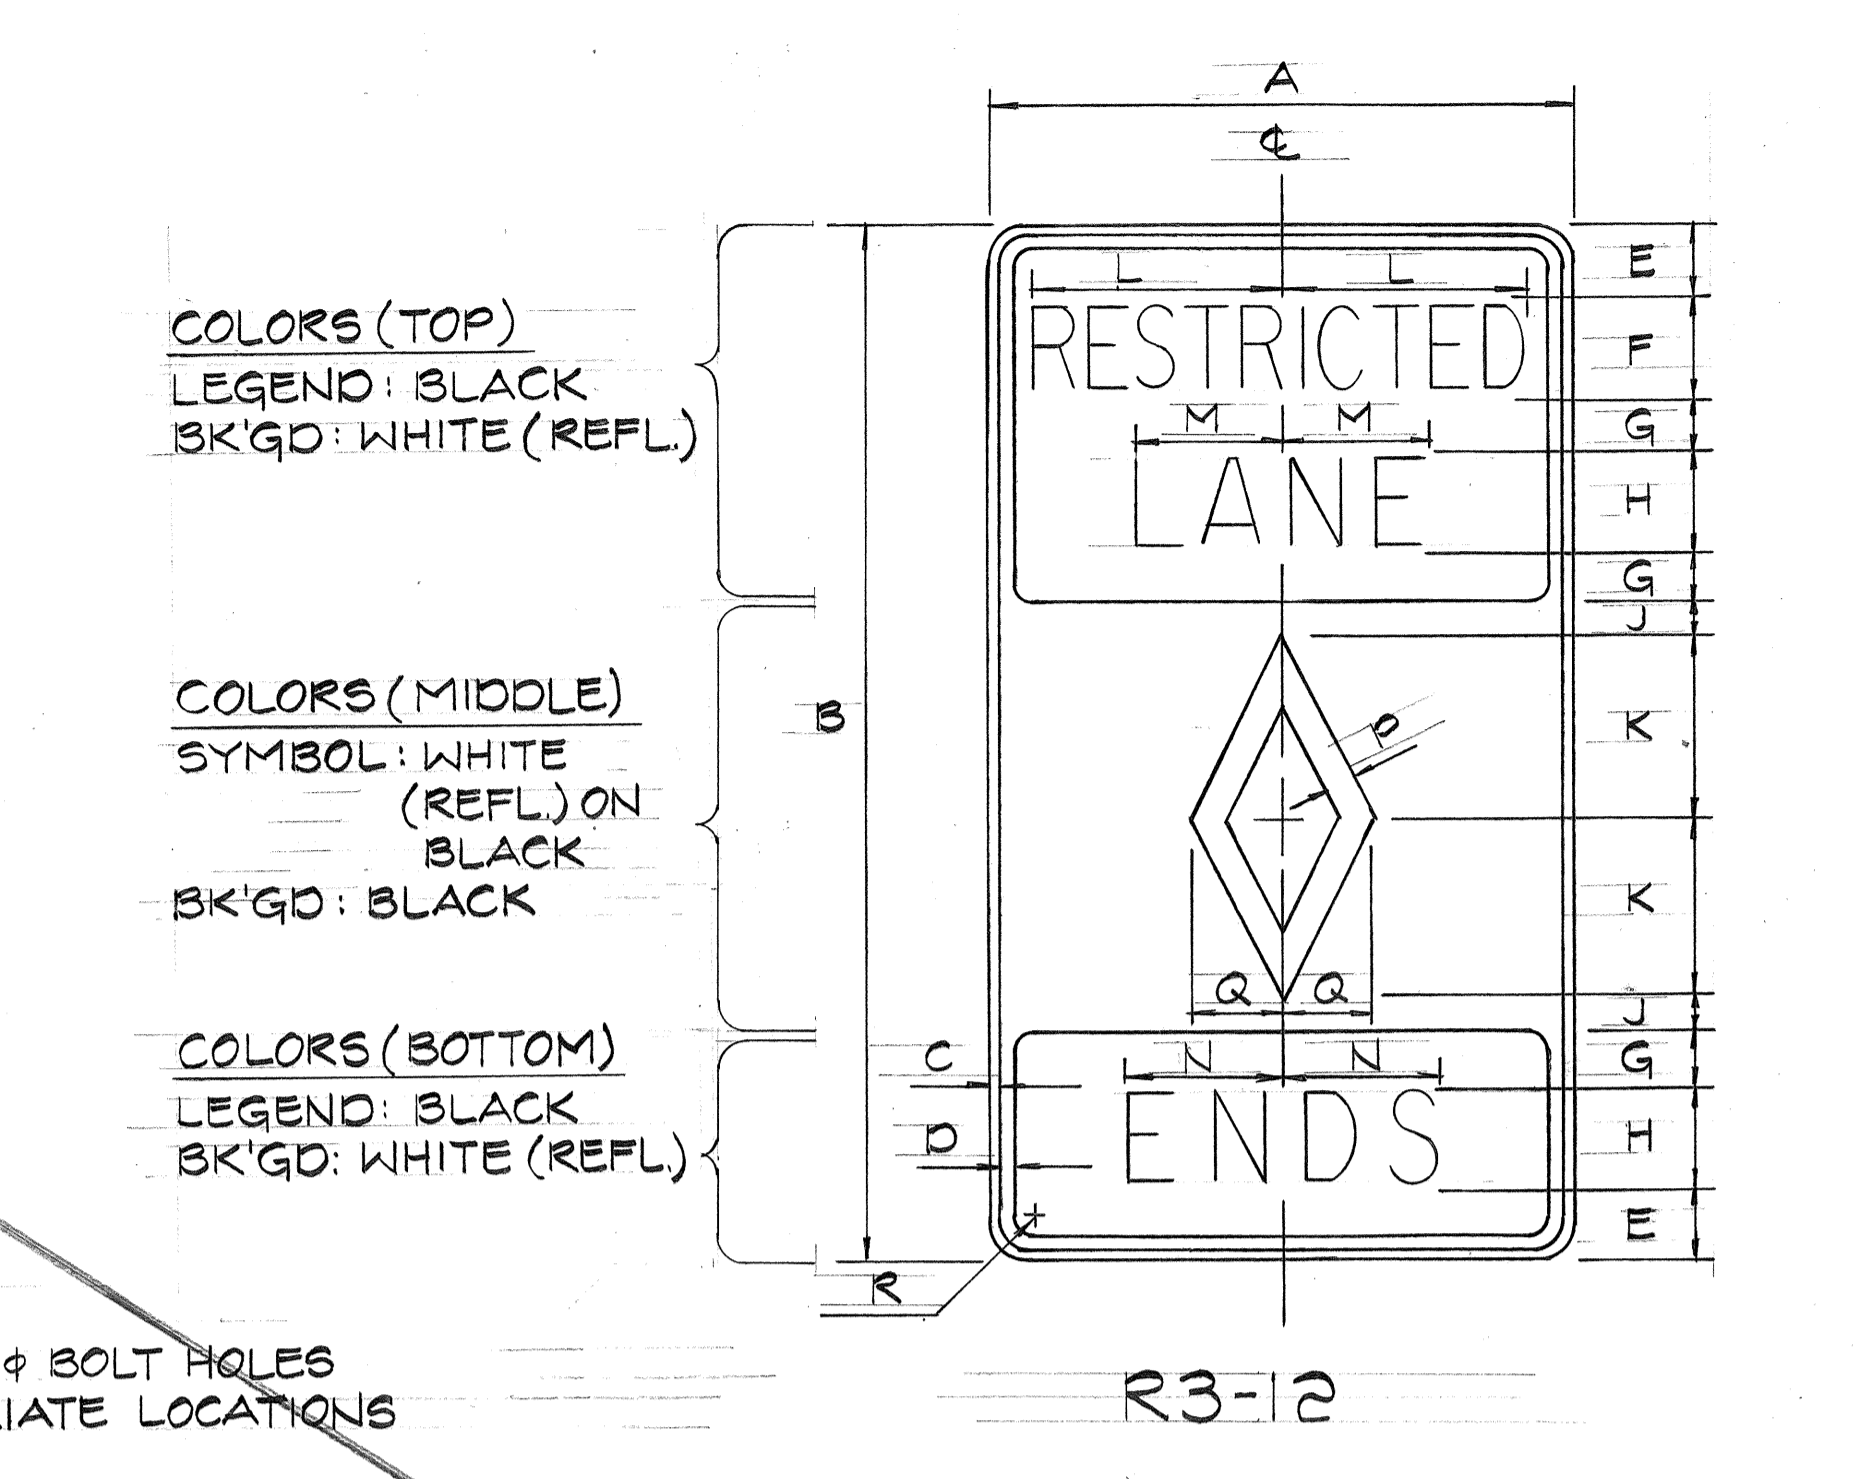 A
℄
E
L L
RESTRICTED
F
M M
G
LANE
H
G
J
K
P
B
K
Q Q
J
C
N N
G
D
ENDS
H
E
R
COLORS (TOP)
LEGEND: BLACK
BK'GD: WHITE (REFL.)
COLORS (MIDDLE)
SYMBOL: WHITE
(REFL.) ON
BLACK
BK'GD: BLACK
COLORS (BOTTOM)
LEGEND: BLACK
BK'GD: WHITE (REFL.)
φ BOLT HOLES
IATE LOCATIONS
R3-12